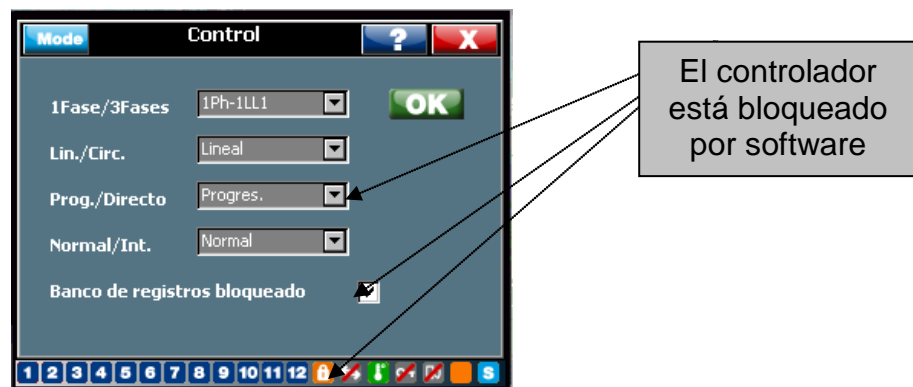 Mode
Control
?
X
1Fase/3Fases
1Ph-1LL1
OK
Lin./Circ.
Lineal
Prog./Directo
Progres.
Normal/Int.
Normal
Banco de registros bloqueado
1 2 3 4 5 6 7 8 9 10 11 12
S
El controlador
está bloqueado
por software